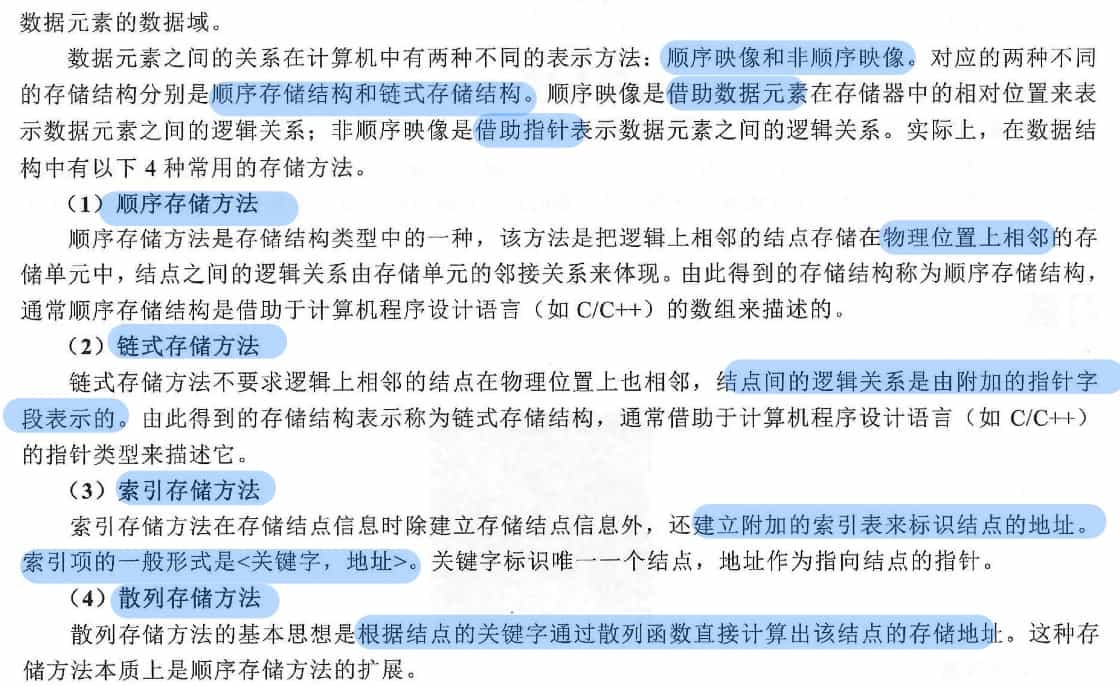 数据元素的数据域。
数据元素之间的关系在计算机中有两种不同的表示方法：顺序映像和非顺序映像。对应的两种不同
的存储结构分别是顺序存储结构和链式存储结构。顺序映像是借助数据元素在存储器中的相对位置来表
示数据元素之间的逻辑关系；非顺序映像是借助指针表示数据元素之间的逻辑关系。实际上，在数据结
构中有以下 4 种常用的存储方法。
（1）顺序存储方法
顺序存储方法是存储结构类型中的一种，该方法是把逻辑上相邻的结点存储在物理位置上相邻的存
储单元中，结点之间的逻辑关系由存储单元的邻接关系来体现。由此得到的存储结构称为顺序存储结构，
通常顺序存储结构是借助于计算机程序设计语言（如 C/C++）的数组来描述的。
（2）链式存储方法
链式存储方法不要求逻辑上相邻的结点在物理位置上也相邻，结点间的逻辑关系是由附加的指针字
段表示的。由此得到的存储结构表示称为链式存储结构，通常借助于计算机程序设计语言（如 C/C++）
的指针类型来描述它。
（3）索引存储方法
索引存储方法在存储结点信息时除建立存储结点信息外，还建立附加的索引表来标识结点的地址。
索引项的一般形式是<关键字，地址>。关键字标识唯一一个结点，地址作为指向结点的指针。
（4）散列存储方法
散列存储方法的基本思想是根据结点的关键字通过散列函数直接计算出该结点的存储地址。这种存
储方法本质上是顺序存储方法的扩展。